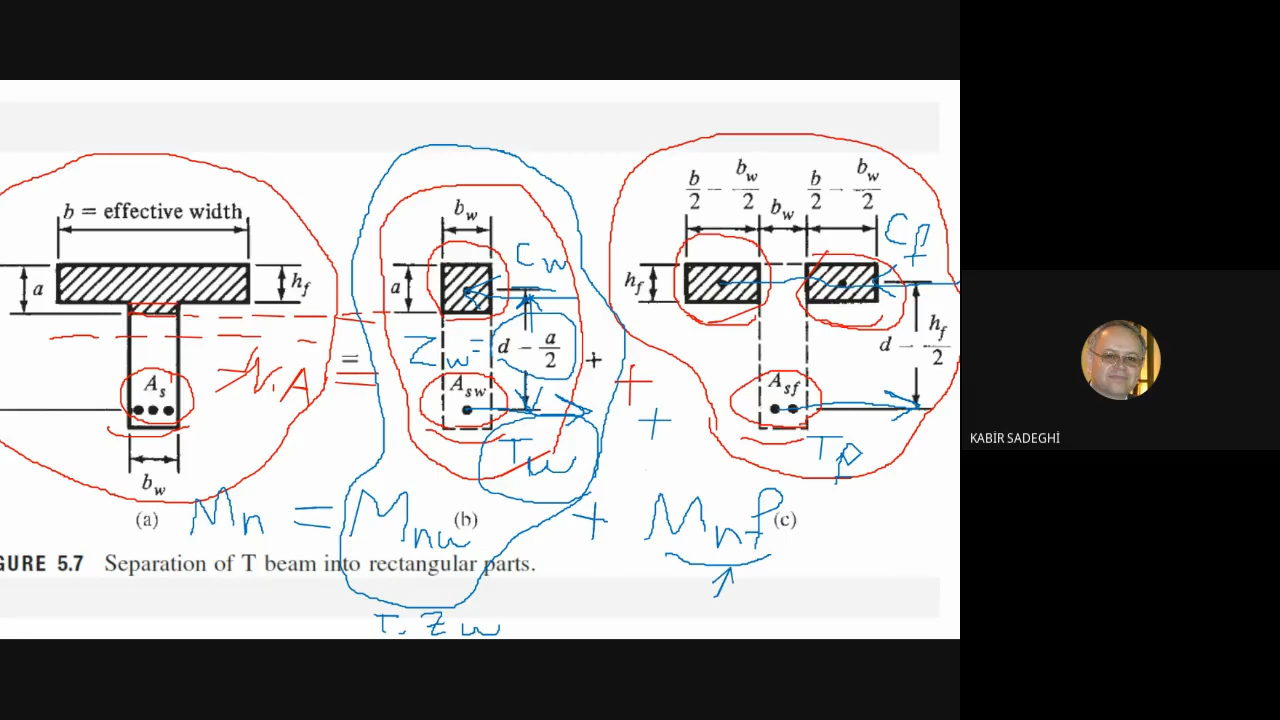 b = effective width
a
h_f
A_s
N.A
b_w
(a)
=
=
b_w
a
C_w
Z_w =
d - a/2
A_sw
T_w
(b)
+
+
+
b/2 - b_w/2
b_w
b/2 - b_w/2
C_f
h_f
d - h_f/2
A_sf
T_f
(c)
M_n = M_nw + M_nf
GURE 5.7 Separation of T beam into rectangular parts.
T. Z_w
KABİR SADEGHİ